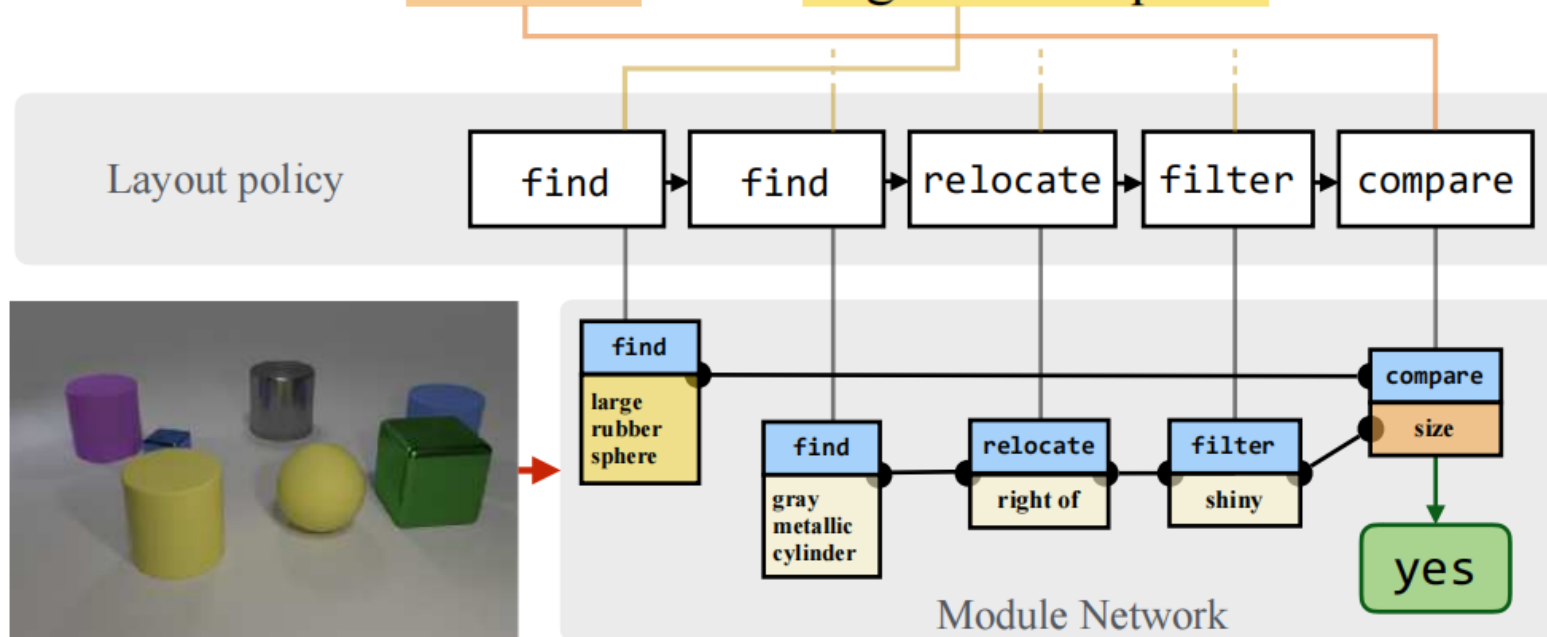 Layout policy
find
find
relocate
filter
compare
find
large
rubber
sphere
find
gray
metallic
cylinder
relocate
right of
filter
shiny
compare
size
yes
Module Network